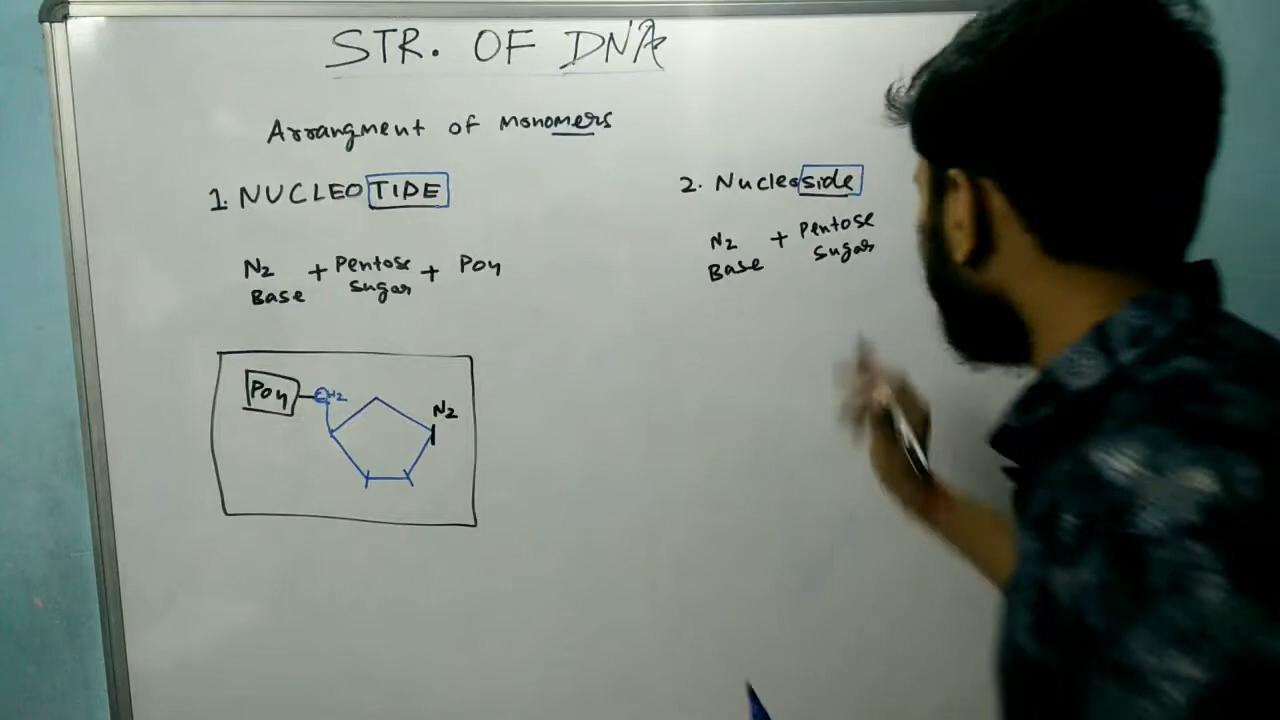 STR. OF DNA
Arrangment of monomers
1. NUCLEOTIDE
N2 + Pentose + PO4
Base sugar
PO4 CH2 N2
2. Nucleoside
N2 + Pentose
Base sugar